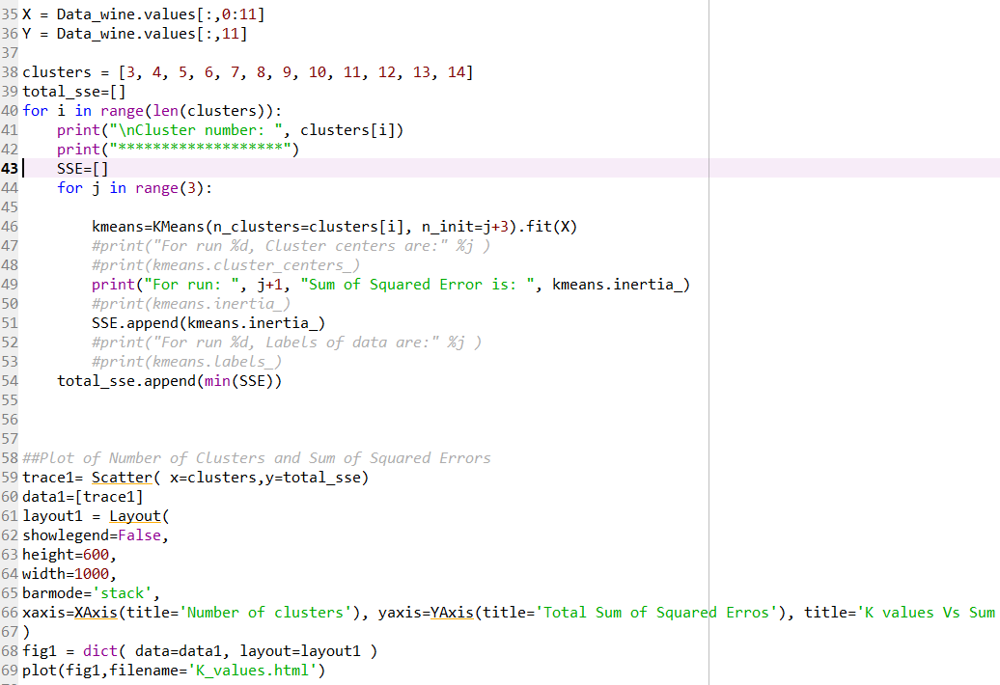 35 X = Data_wine.values[:,0:11]
36 Y = Data_wine.values[:,11]
37
38 clusters = [3, 4, 5, 6, 7, 8, 9, 10, 11, 12, 13, 14]
39 total_sse=[]
40 for i in range(len(clusters)):
41     print("\nCluster number: ", clusters[i])
42     print("*******************")
43     SSE=[]
44     for j in range(3):
45
46         kmeans=KMeans(n_clusters=clusters[i], n_init=j+3).fit(X)
47         #print("For run %d, Cluster centers are:" %j )
48         #print(kmeans.cluster_centers_)
49         print("For run: ", j+1, "Sum of Squared Error is: ", kmeans.inertia_)
50         #print(kmeans.inertia_)
51         SSE.append(kmeans.inertia_)
52         #print("For run %d, Labels of data are:" %j )
53         #print(kmeans.labels_)
54     total_sse.append(min(SSE))
55
56
57
58 ##Plot of Number of Clusters and Sum of Squared Errors
59 trace1= Scatter( x=clusters,y=total_sse)
60 data1=[trace1]
61 layout1 = Layout(
62 showlegend=False,
63 height=600,
64 width=1000,
65 barmode='stack',
66 xaxis=XAxis(title='Number of clusters'), yaxis=YAxis(title='Total Sum of Squared Erros'), title='K values Vs Sum
67 )
68 fig1 = dict( data=data1, layout=layout1 )
69 plot(fig1,filename='K_values.html')